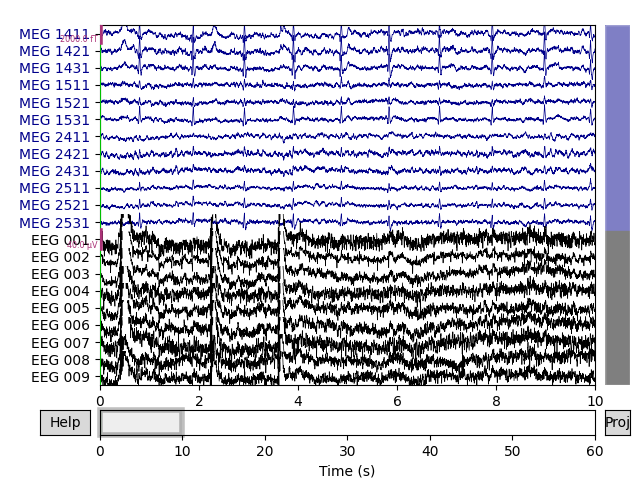 MEG 1411
MEG 1421
MEG 1431
MEG 1511
MEG 1521
MEG 1531
MEG 2411
MEG 2421
MEG 2431
MEG 2511
MEG 2521
MEG 2531
EEG 001
EEG 002
EEG 003
EEG 004
EEG 005
EEG 006
EEG 007
EEG 008
EEG 009
0 2 4 6 8 10
Help
Proj
0 10 20 30 40 50 60
Time (s)